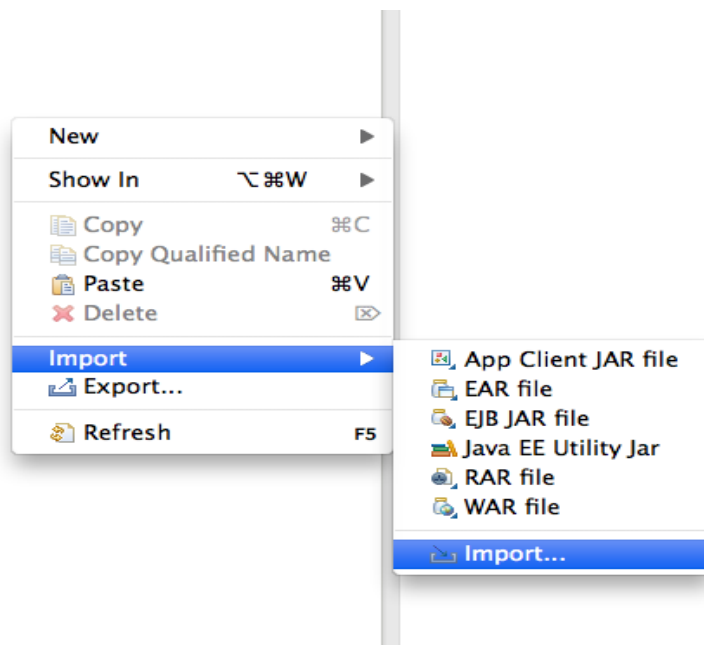 New
Show In ⌥⌘W
Copy ⌘C
Copy Qualified Name
Paste ⌘V
Delete ⌦
Import
Export...
Refresh F5
App Client JAR file
EAR file
EJB JAR file
Java EE Utility Jar
RAR file
WAR file
Import...